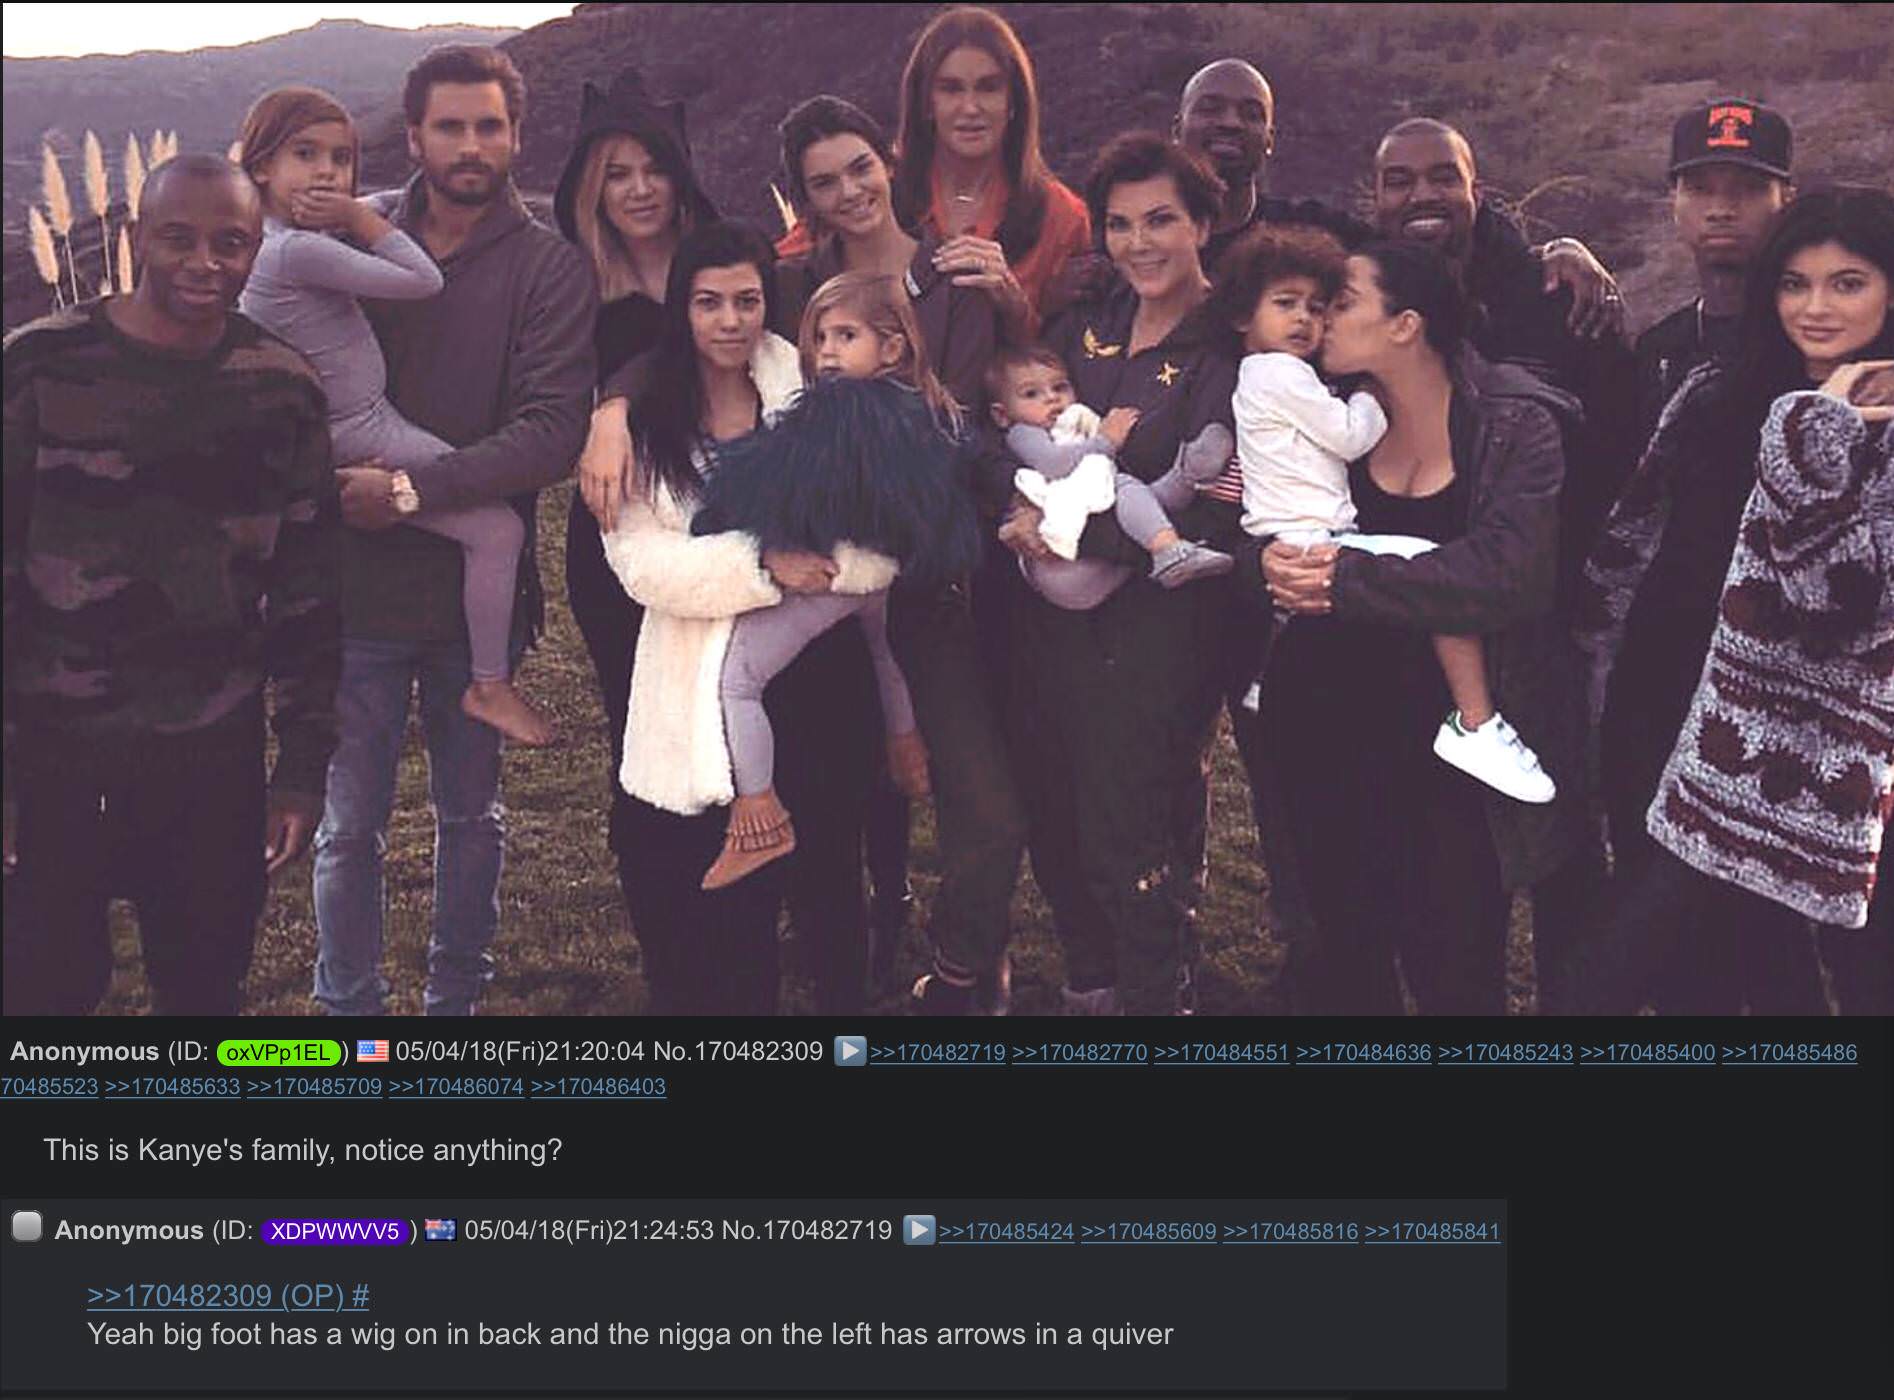 Anonymous (ID: oxVPp1EL) 05/04/18(Fri)21:20:04 No.170482309 >>170482719 >>170482770 >>170484551 >>170484636 >>170485243 >>170485400 >>170485486
70485523 >>170485633 >>170485709 >>170486074 >>170486403
This is Kanye's family, notice anything?
Anonymous (ID: XDPWWVV5) 05/04/18(Fri)21:24:53 No.170482719 >>170485424 >>170485609 >>170485816 >>170485841
>>170482309 (OP) #
Yeah big foot has a wig on in back and the nigga on the left has arrows in a quiver